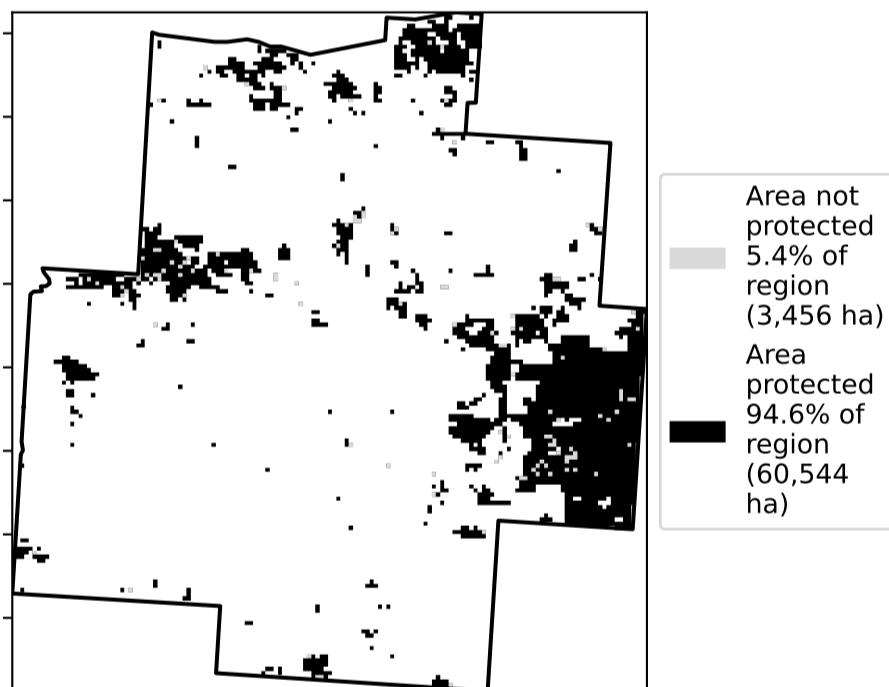 Area not
protected
5.4% of
region
(3,456 ha)
Area
protected
94.6% of
region
(60,544
ha)